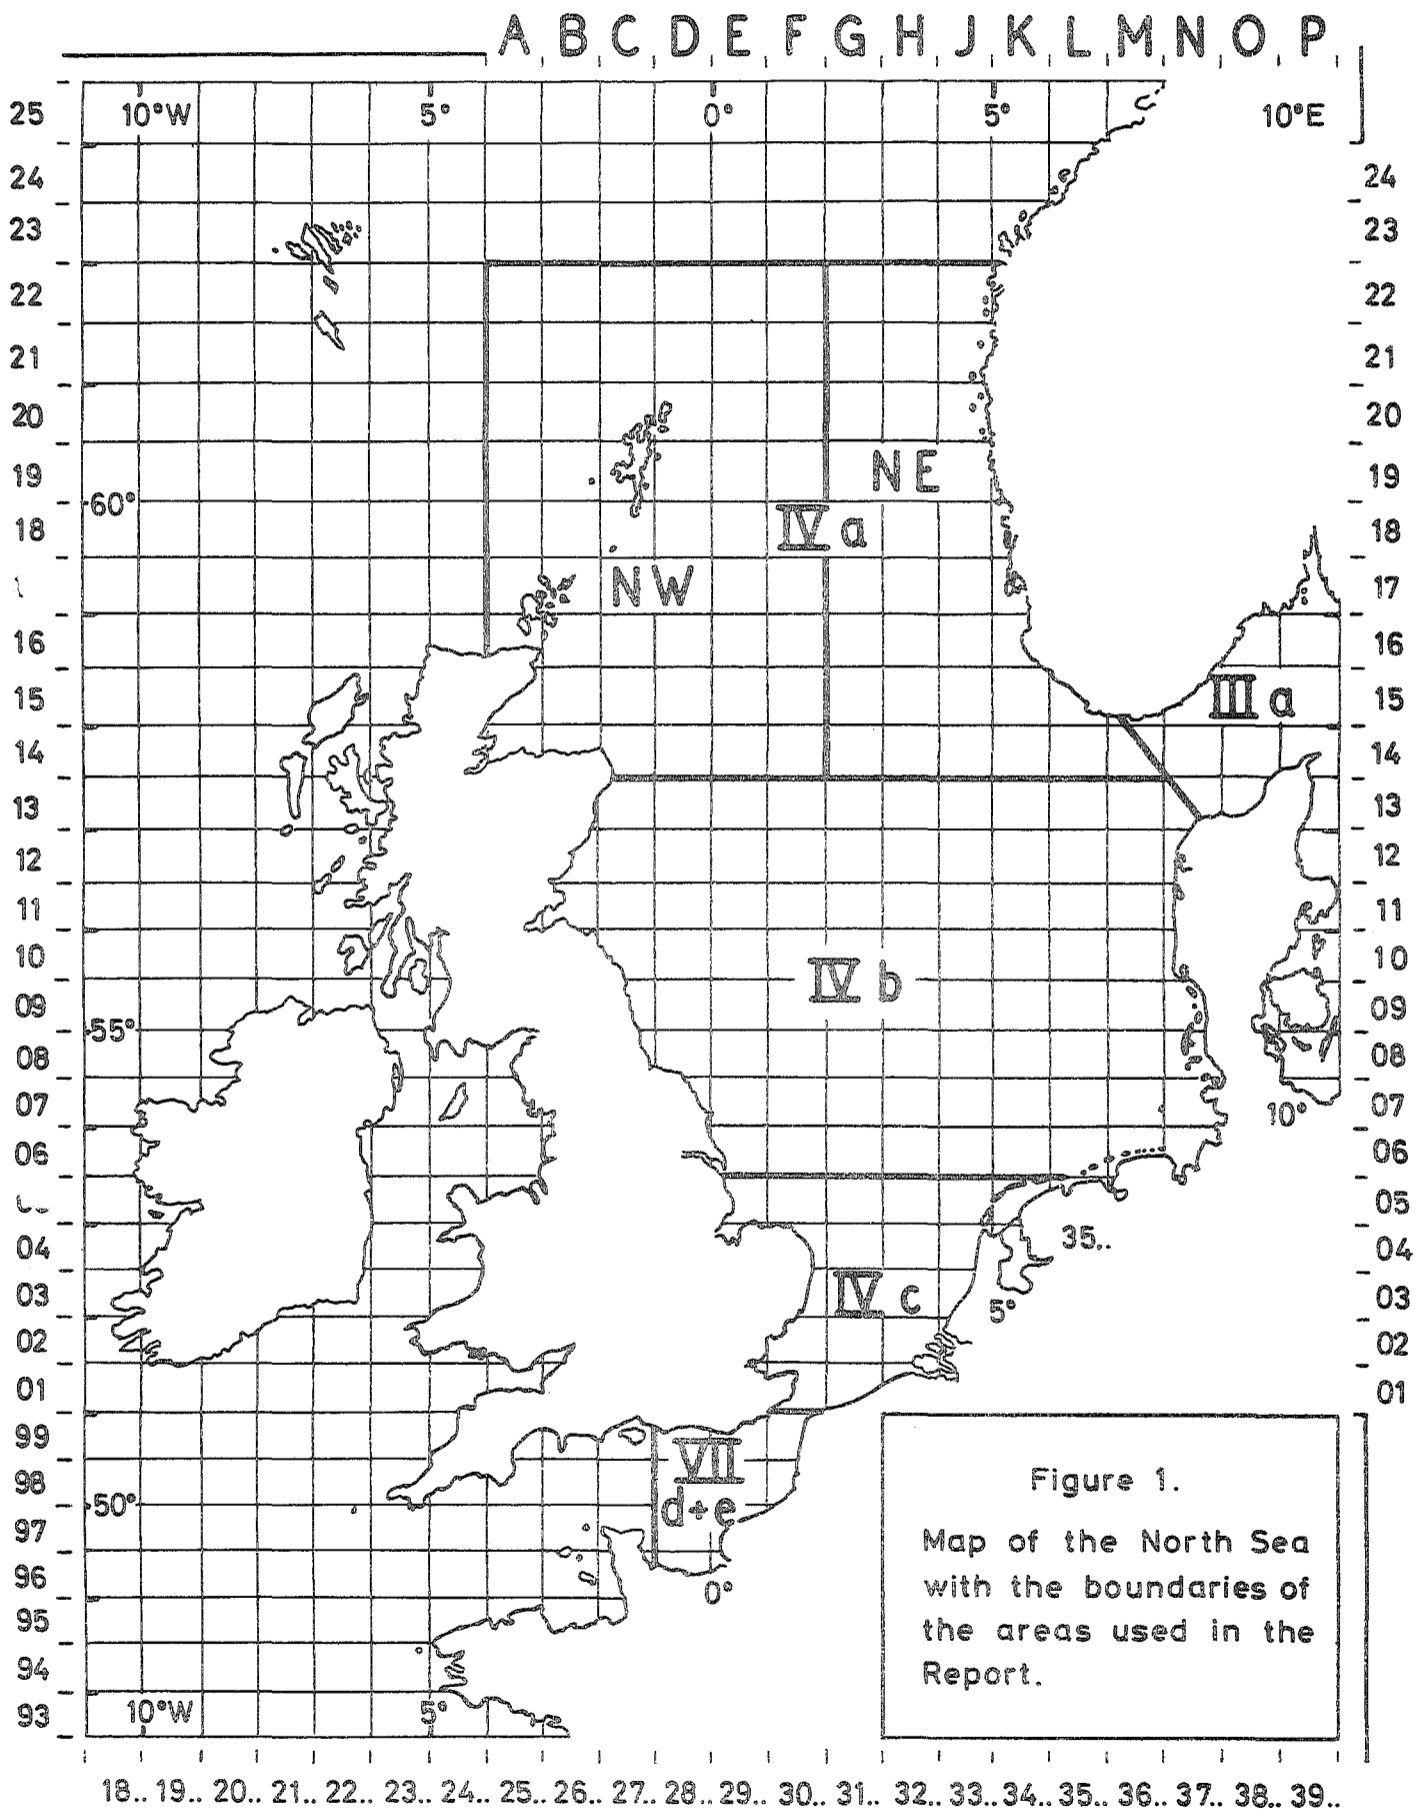 A B C D E F G H J K L M N O P
10°W 5° 0° 5° 10°E
25
24 24
23 23
22 22
21 21
20 20
19 NE 19
60°
18 IV a 18
NW 17
16 16
15 III a 15
14 14
13 13
12 12
11 11
10 IV b 10
09 09
55°
08 08
07 07
10°
06 06
05
35..
04 04
IV c
03 5° 03
02 02
01 01
99 VII
98
50° d+e
97
96 0°
95
94
93 10°W 5°
Figure 1.
Map of the North Sea
with the boundaries of
the areas used in the
Report.
18.. 19.. 20.. 21.. 22.. 23.. 24.. 25.. 26.. 27.. 28.. 29.. 30.. 31.. 32.. 33.. 34.. 35.. 36.. 37.. 38.. 39..